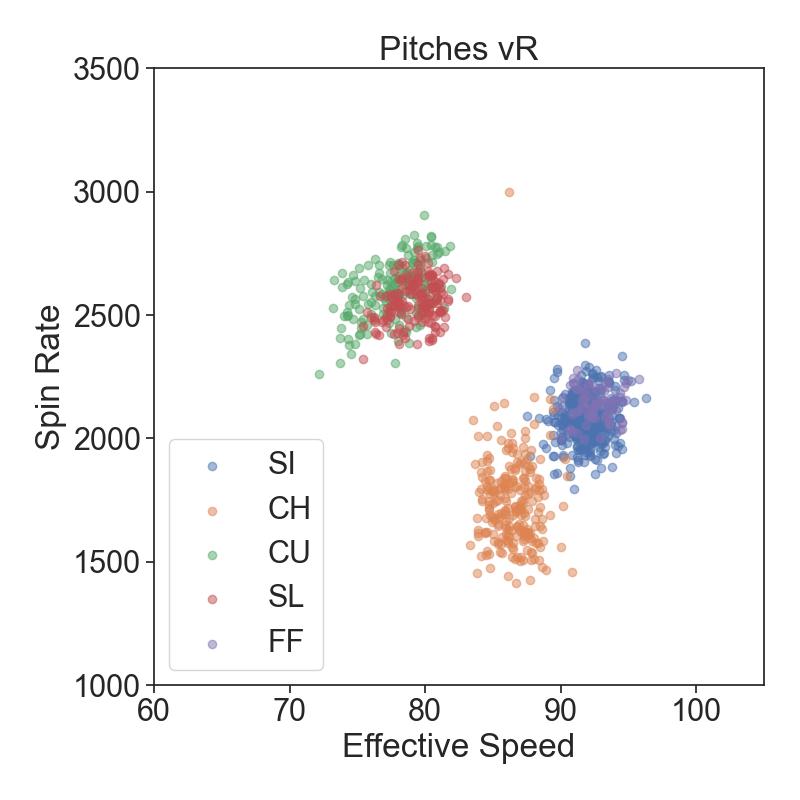 Pitches vR
3500
3000
2500
2000
1500
1000
Spin Rate
SI
CH
CU
SL
FF
60 70 80 90 100
Effective Speed